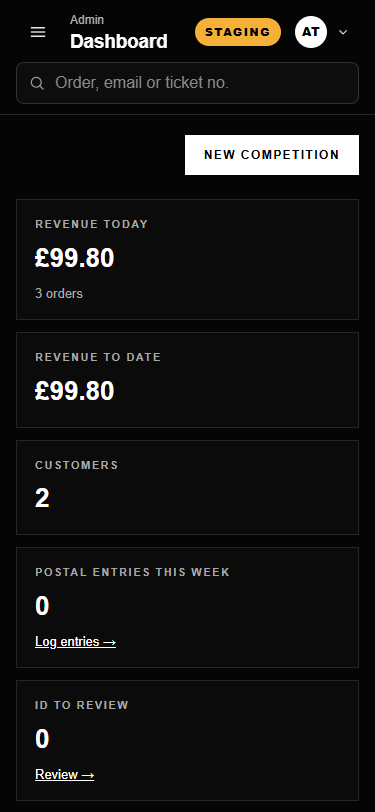 Admin
Dashboard
STAGING
AT
Order, email or ticket no.
NEW COMPETITION
REVENUE TODAY
£99.80
3 orders
REVENUE TO DATE
£99.80
CUSTOMERS
2
POSTAL ENTRIES THIS WEEK
0
Log entries →
ID TO REVIEW
0
Review →